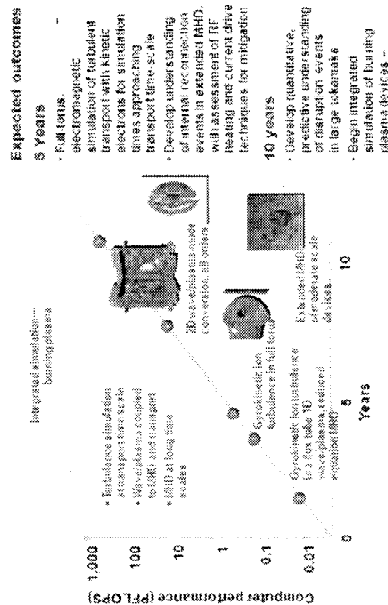 Expected outcomes
5 Years
- Full torus,
electromagnetic
simulation of turbulent
transport with kinetic
electrons for simulation
times approaching
transport time-scale
- Develop understanding
of internal reconnection
events in extended MHD,
with assessment of RF
heating and current drive
techniques for mitigation
10 years
- Develop quantitative,
predictive understanding
of disruption events
in large tokamaks
- Begin integrated
simulation of burning
plasma devices –
Integrated simulation—
burning plasma
• Turbulence simulation
at transport time scale
• Wave/plasma coupled
to MHD and transport
• MHD at long time
scales
2D wave/plasma-mode
conversion, all orders
Gyrokinetic ion
turbulence in full torus
Extended MHD
of moderate scale
devices
Gyrokinetic ion turbulence
in a flux tube 1D
wave/plasma, reduced
equation MHD
Computer performance (PFLOPS)
1,000
100
10
1
0.1
0.01
0
5
10
Years